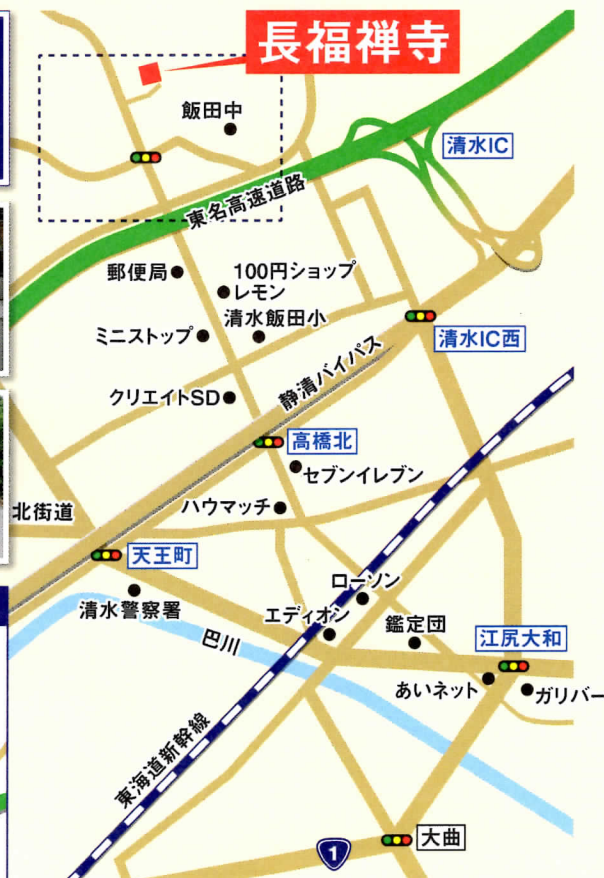 長福禅寺
飯田中
清水IC
東名高速道路
郵便局
100円ショップ
レモン
清水飯田小
ミニストップ
清水IC西
静清バイパス
クリエイトSD
高橋北
セブンイレブン
ハウマッチ
北街道
天王町
ローソン
清水警察署
エディオン
鑑定団
巴川
江尻大和
あいネット
ガリバー
東海道新幹線
1
大曲